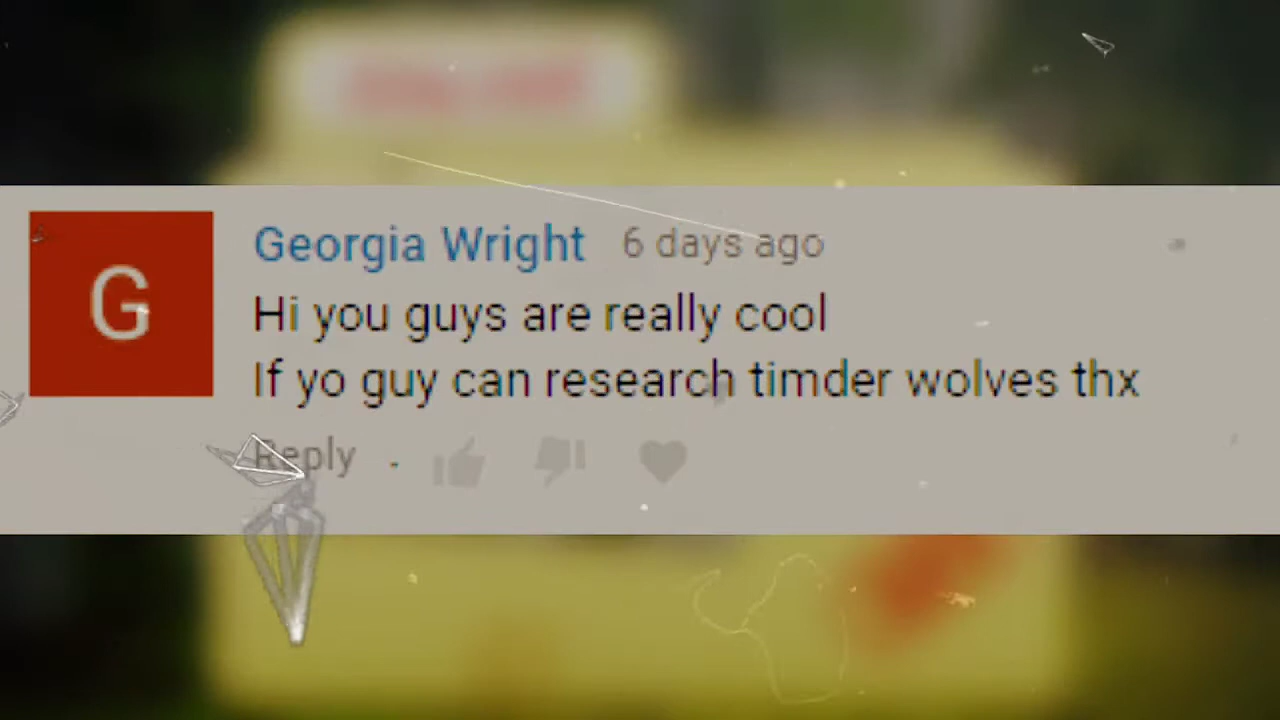 G
Georgia Wright 6 days ago
Hi you guys are really cool
If yo guy can research timder wolves thx
Reply